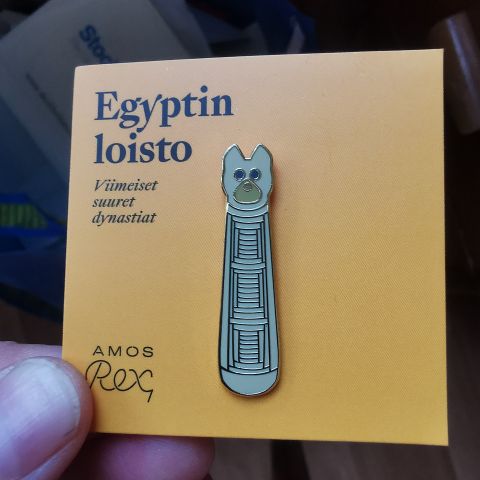 Egyptin
loisto
Viimeiset
suuret
dynastiat
AMOS
Rex